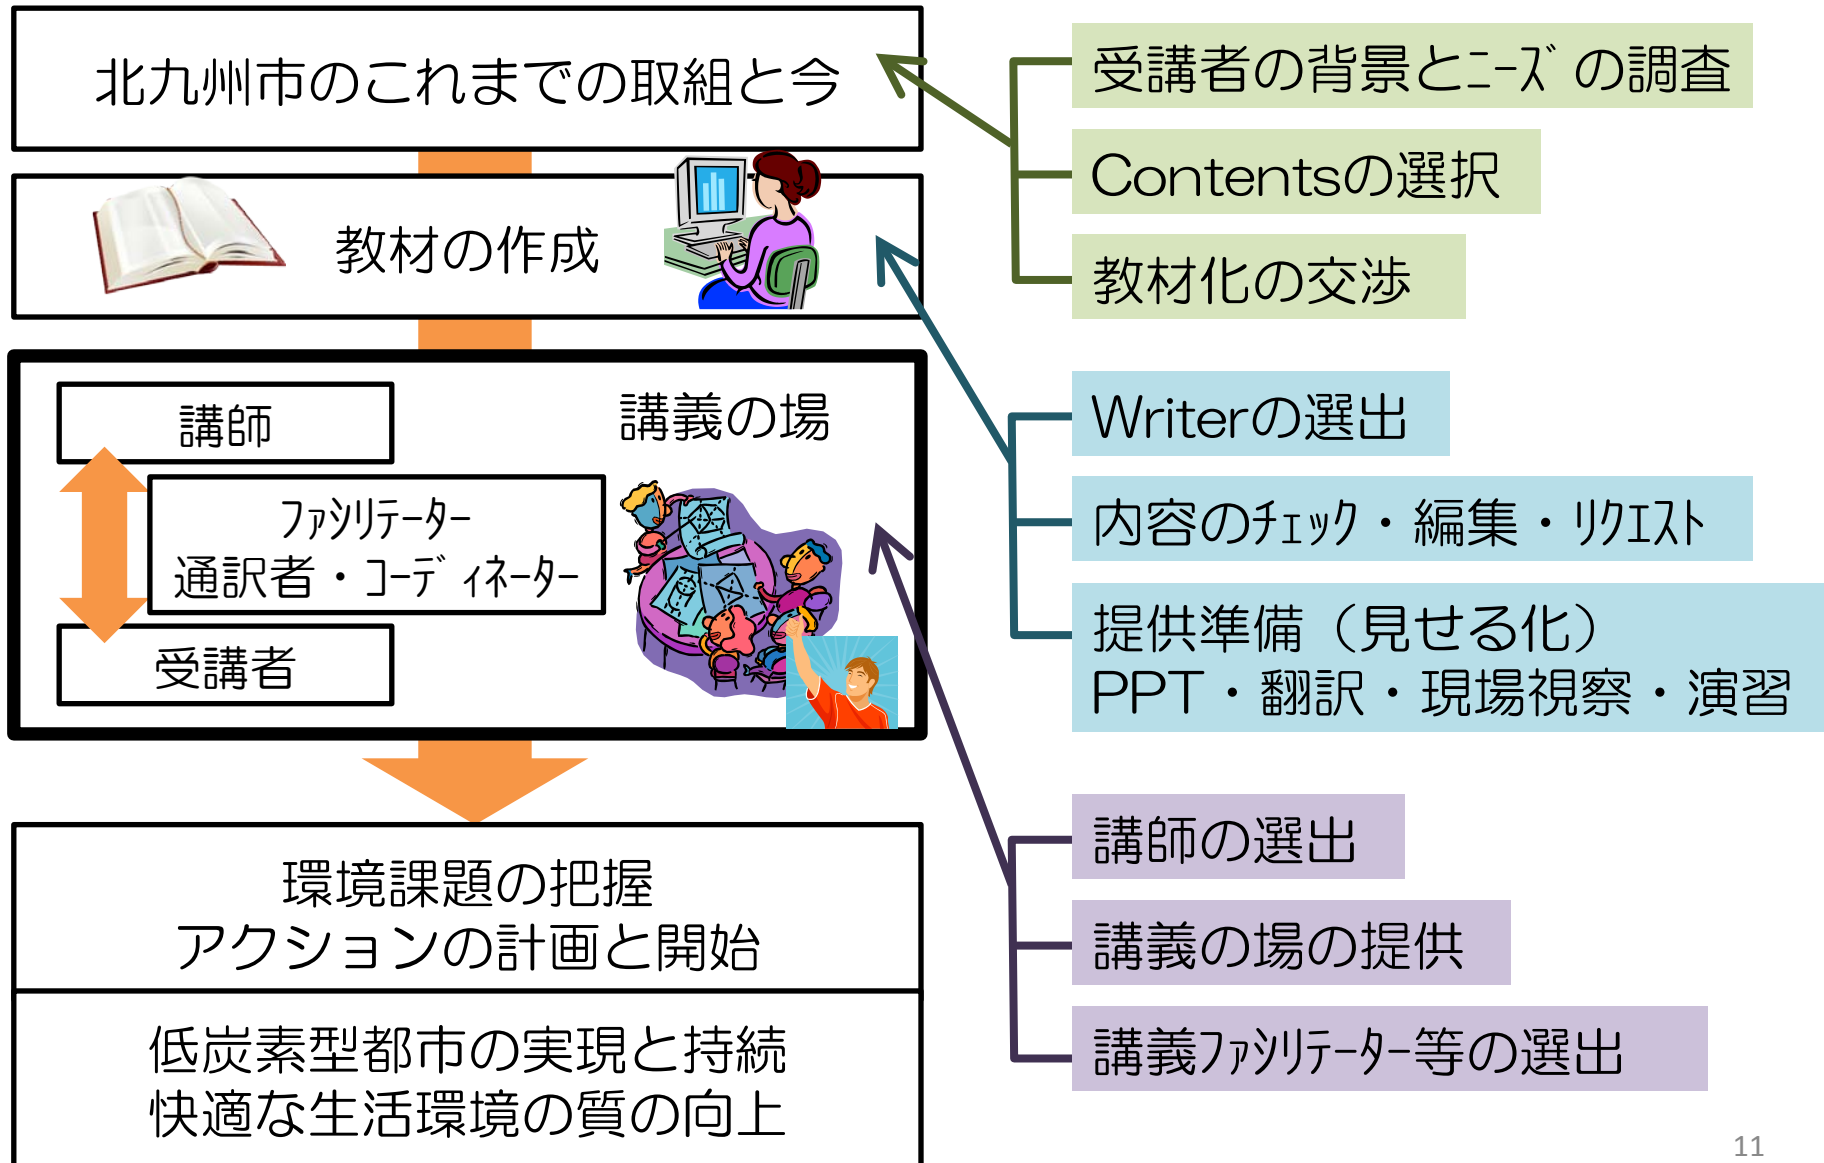 北九州市のこれまでの取組と今
教材の作成
講義の場
講師
ﾌｧｼﾘﾃｰﾀｰ
通訳者・ｺｰﾃﾞｨﾈｰﾀｰ
受講者
環境課題の把握
アクションの計画と開始
低炭素型都市の実現と持続
快適な生活環境の質の向上
受講者の背景とﾆｰｽﾞの調査
Contentsの選択
教材化の交渉
Writerの選出
内容のﾁｪｯｸ・編集・ﾘｸｴｽﾄ
提供準備（見せる化）
PPT・翻訳・現場視察・演習
講師の選出
講義の場の提供
講義ﾌｧｼﾘﾃｰﾀｰ等の選出
11